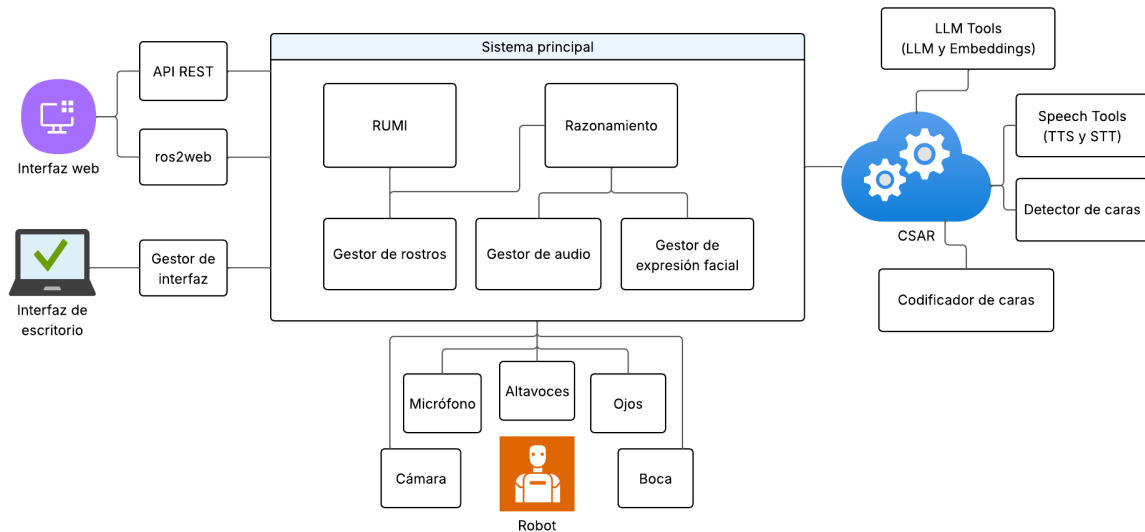 LLM Tools
(LLM y Embeddings)
Sistema principal
API REST
RUMI
Razonamiento
Speech Tools
(TTS y STT)
ros2web
Interfaz web
Detector de caras
CSAR
Gestor de rostros
Gestor de audio
Gestor de
expresión facial
Gestor de
interfaz
Codificador de caras
Interfaz de
escritorio
Micrófono
Altavoces
Ojos
Cámara
Boca
Robot